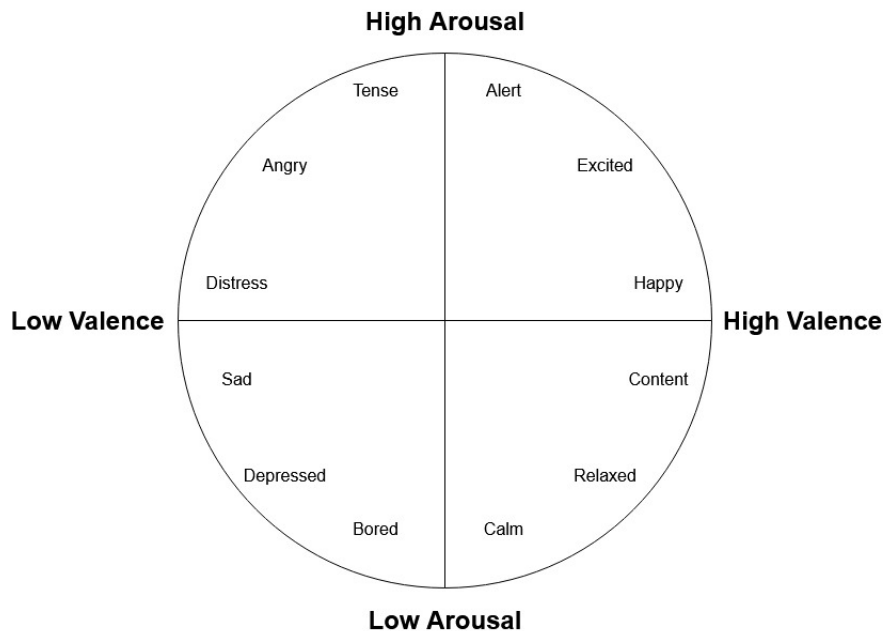 High Arousal
Tense
Alert
Angry
Excited
Distress
Happy
Low Valence
High Valence
Sad
Content
Depressed
Relaxed
Bored
Calm
Low Arousal